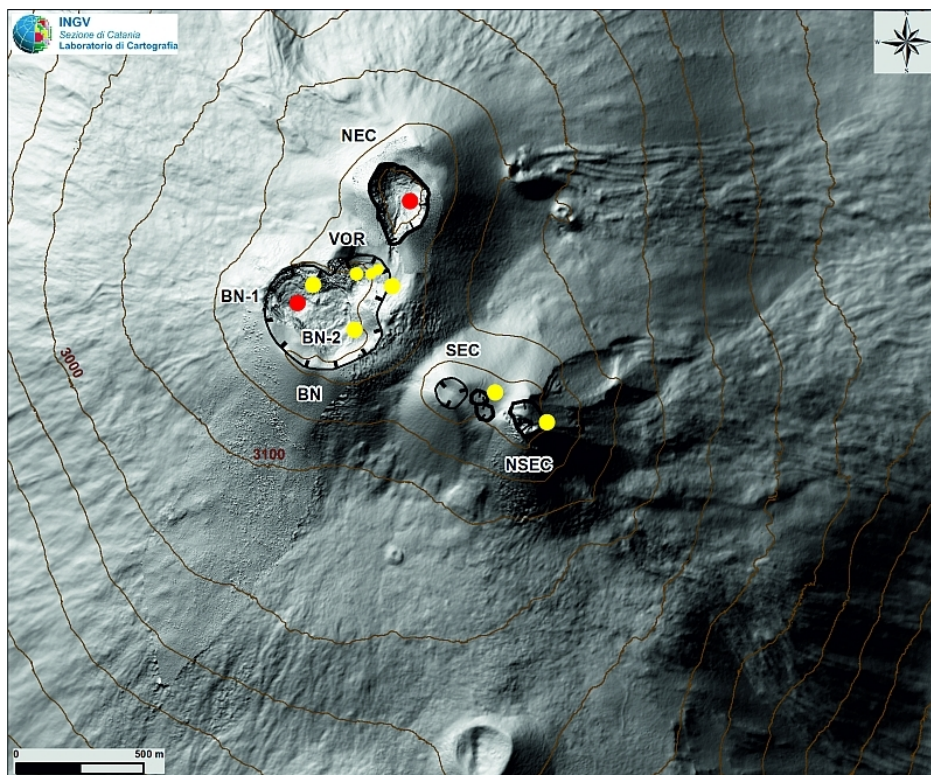 INGV
Sezione di Catania
Laboratorio di Cartografia
N
W
S
NEC
VOR
BN-1
BN-2
SEC
3000
BN
3100
NSEC
0
500 m